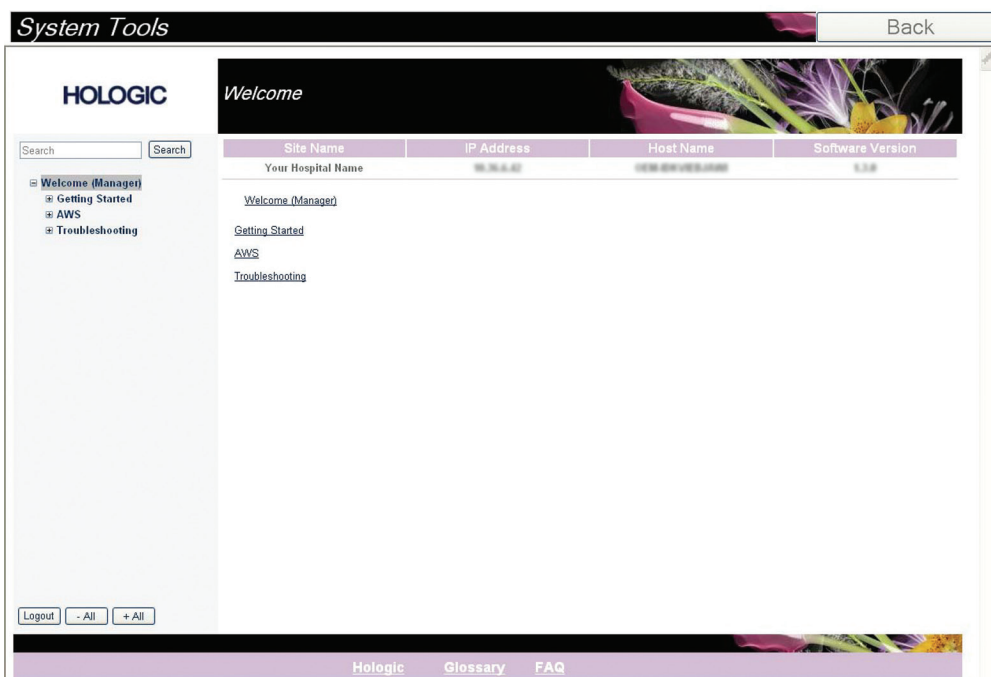 System Tools
Back
HOLOGIC
Welcome
Search Search
Site Name IP Address Host Name Software Version
Your Hospital Name
Welcome (Manager)
Getting Started
AWS
Troubleshooting
Welcome (Manager)
Getting Started
AWS
Troubleshooting
Logout - All + All
Hologic Glossary FAQ